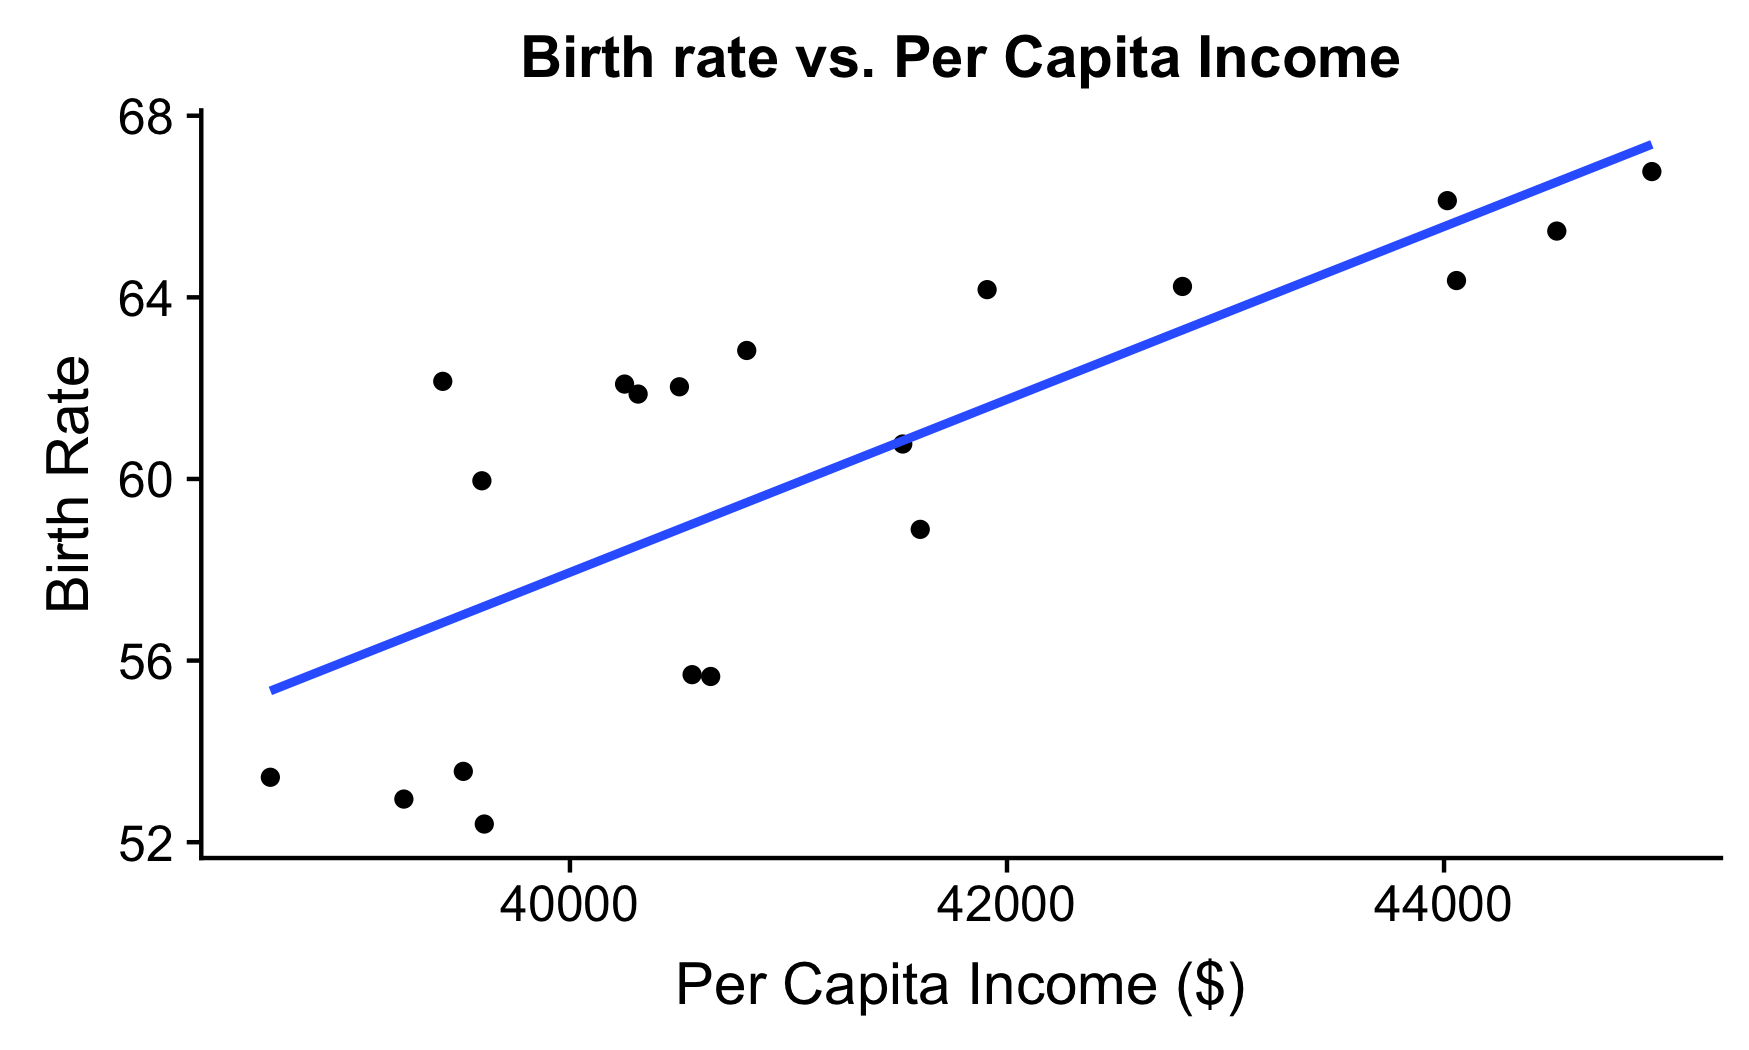 Birth rate vs. Per Capita Income
68
64
60
56
52
Birth Rate
40000 42000 44000
Per Capita Income ($)